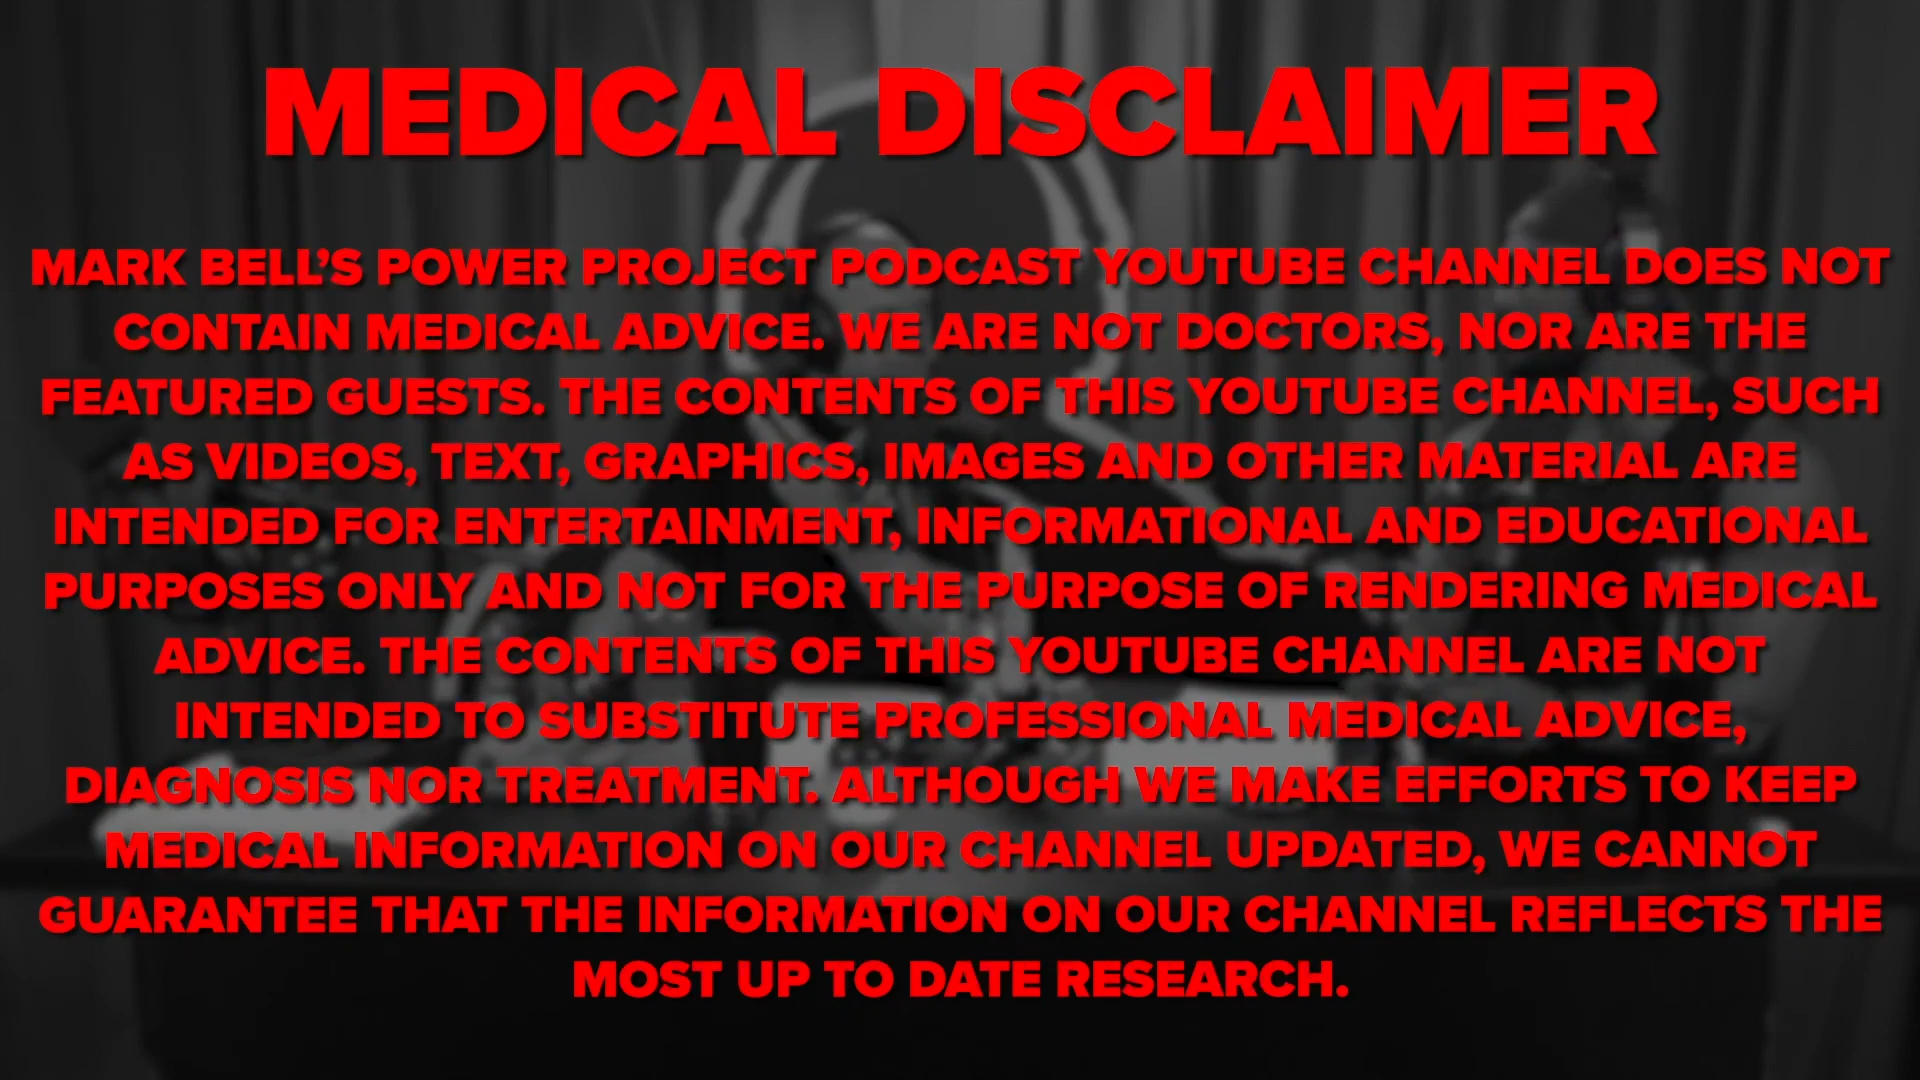 MEDICAL DISCLAIMER
MARK BELL’S POWER PROJECT PODCAST YOUTUBE CHANNEL DOES NOT
CONTAIN MEDICAL ADVICE. WE ARE NOT DOCTORS, NOR ARE THE
FEATURED GUESTS. THE CONTENTS OF THIS YOUTUBE CHANNEL, SUCH
AS VIDEOS, TEXT, GRAPHICS, IMAGES AND OTHER MATERIAL ARE
INTENDED FOR ENTERTAINMENT, INFORMATIONAL AND EDUCATIONAL
PURPOSES ONLY AND NOT FOR THE PURPOSE OF RENDERING MEDICAL
ADVICE. THE CONTENTS OF THIS YOUTUBE CHANNEL ARE NOT
INTENDED TO SUBSTITUTE PROFESSIONAL MEDICAL ADVICE,
DIAGNOSIS NOR TREATMENT. ALTHOUGH WE MAKE EFFORTS TO KEEP
MEDICAL INFORMATION ON OUR CHANNEL UPDATED, WE CANNOT
GUARANTEE THAT THE INFORMATION ON OUR CHANNEL REFLECTS THE
MOST UP TO DATE RESEARCH.